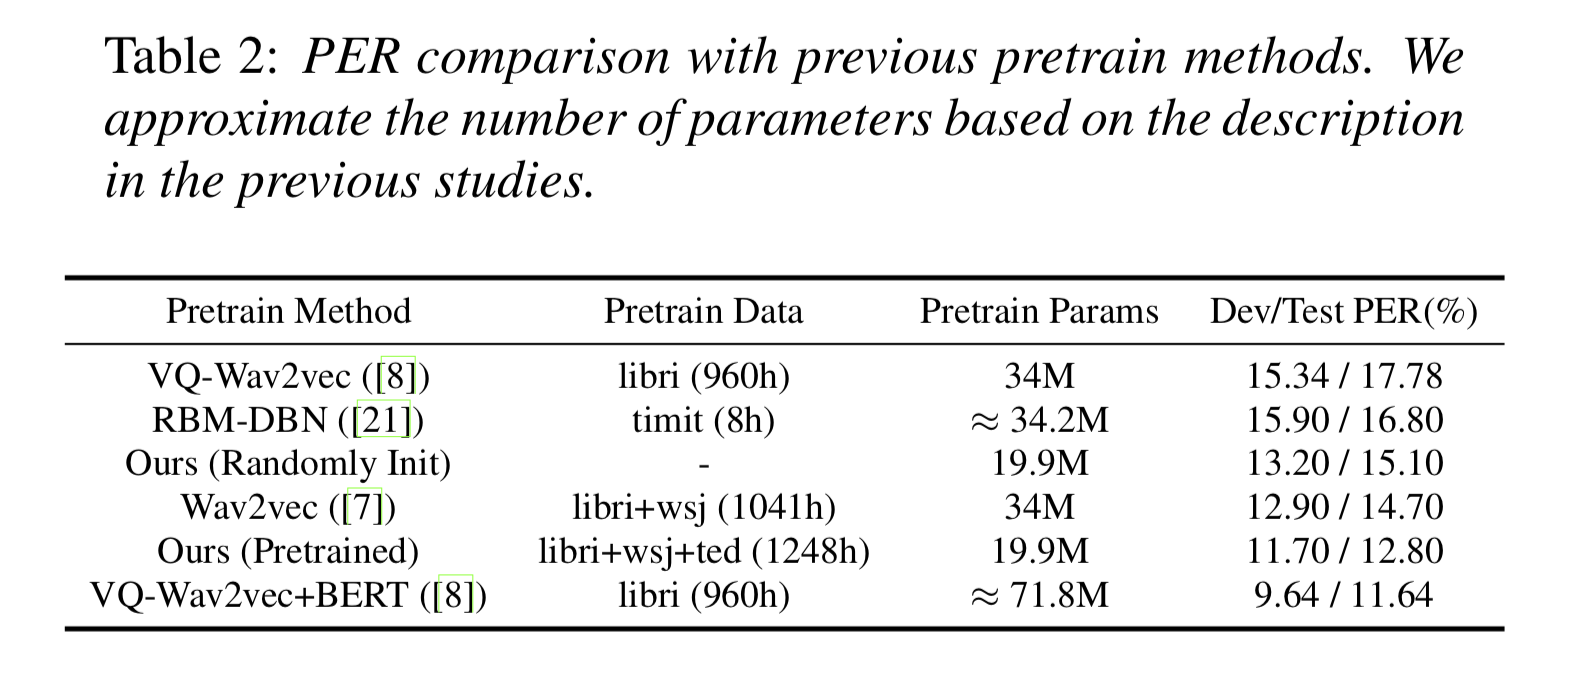 Table 2: PER comparison with previous pretrain methods. We
approximate the number of parameters based on the description
in the previous studies.
Pretrain Method Pretrain Data Pretrain Params Dev/Test PER(%)
VQ-Wav2vec ([8]) libri (960h) 34M 15.34 / 17.78
RBM-DBN ([21]) timit (8h) ≈ 34.2M 15.90 / 16.80
Ours (Randomly Init) - 19.9M 13.20 / 15.10
Wav2vec ([7]) libri+wsj (1041h) 34M 12.90 / 14.70
Ours (Pretrained) libri+wsj+ted (1248h) 19.9M 11.70 / 12.80
VQ-Wav2vec+BERT ([8]) libri (960h) ≈ 71.8M 9.64 / 11.64